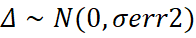 𝛥 ~ 𝑁(0, 𝜎𝑒𝑟𝑟2)